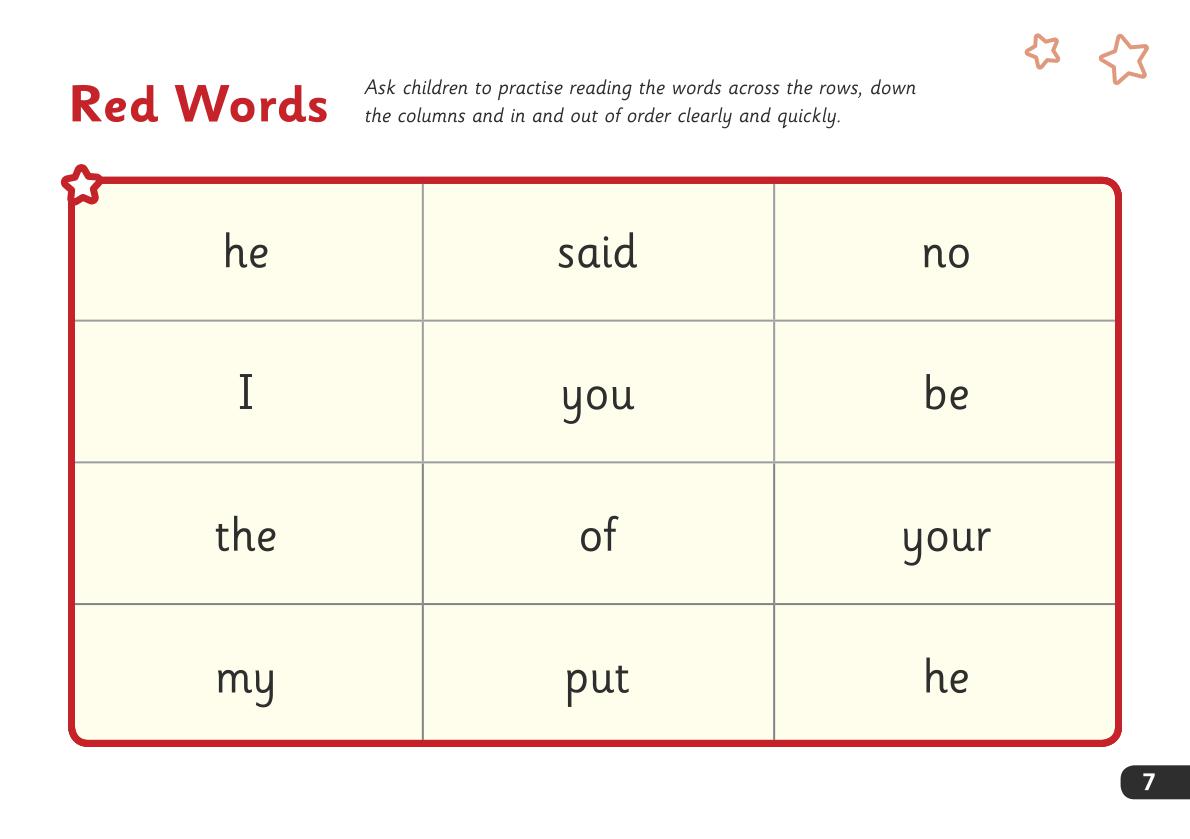 Red Words
Ask children to practise reading the words across the rows, down
the columns and in and out of order clearly and quickly.
he said no
I you be
the of your
my put he
7